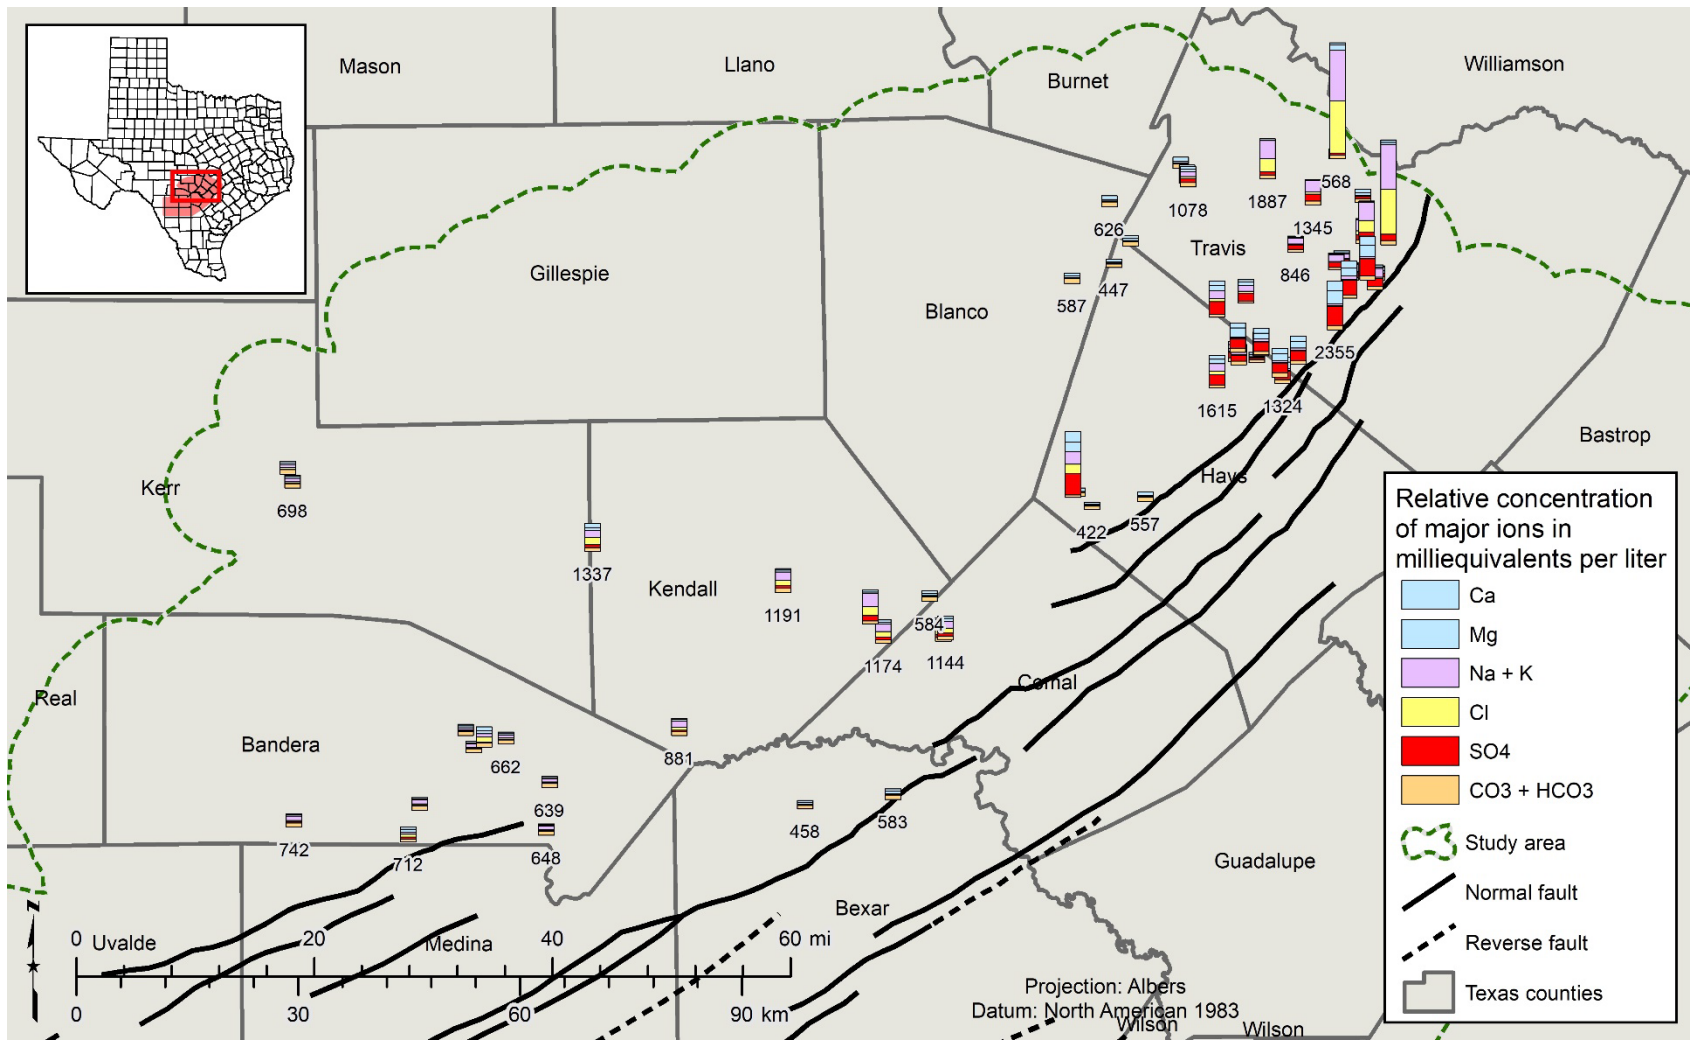 Mason
Llano
Burnet
Williamson
568
1078
1887
1345
626
Travis
846
Gillespie
587
447
Blanco
2355
1615
1324
Bastrop
Kerr
698
Hays
422
557
1337
Kendall
1191
584
1174
1144
Real
Comal
Bandera
662
881
639
458
583
742
712
648
Guadalupe
Bexar
N
0
Uvalde
20
Medina
40
60 mi
0
30
60
90 km
Projection: Albers
Datum: North American 1983
Wilson
Wilson
Relative concentration
of major ions in
milliequivalents per liter
Ca
Mg
Na + K
Cl
SO4
CO3 + HCO3
Study area
Normal fault
Reverse fault
Texas counties